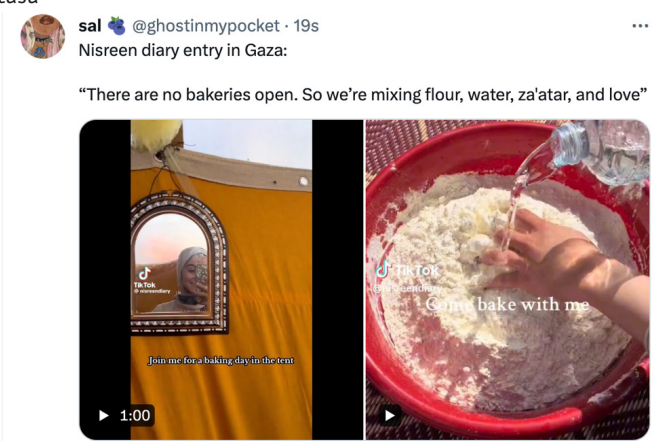 sal 🫐 @ghostinmypocket · 19s
Nisreen diary entry in Gaza:
“There are no bakeries open. So we’re mixing flour, water, za'atar, and love”
TikTok
@nisreendiary
Join me for a baking day in the tent
1:00
TikTok
@nisreendiary
Come bake with me